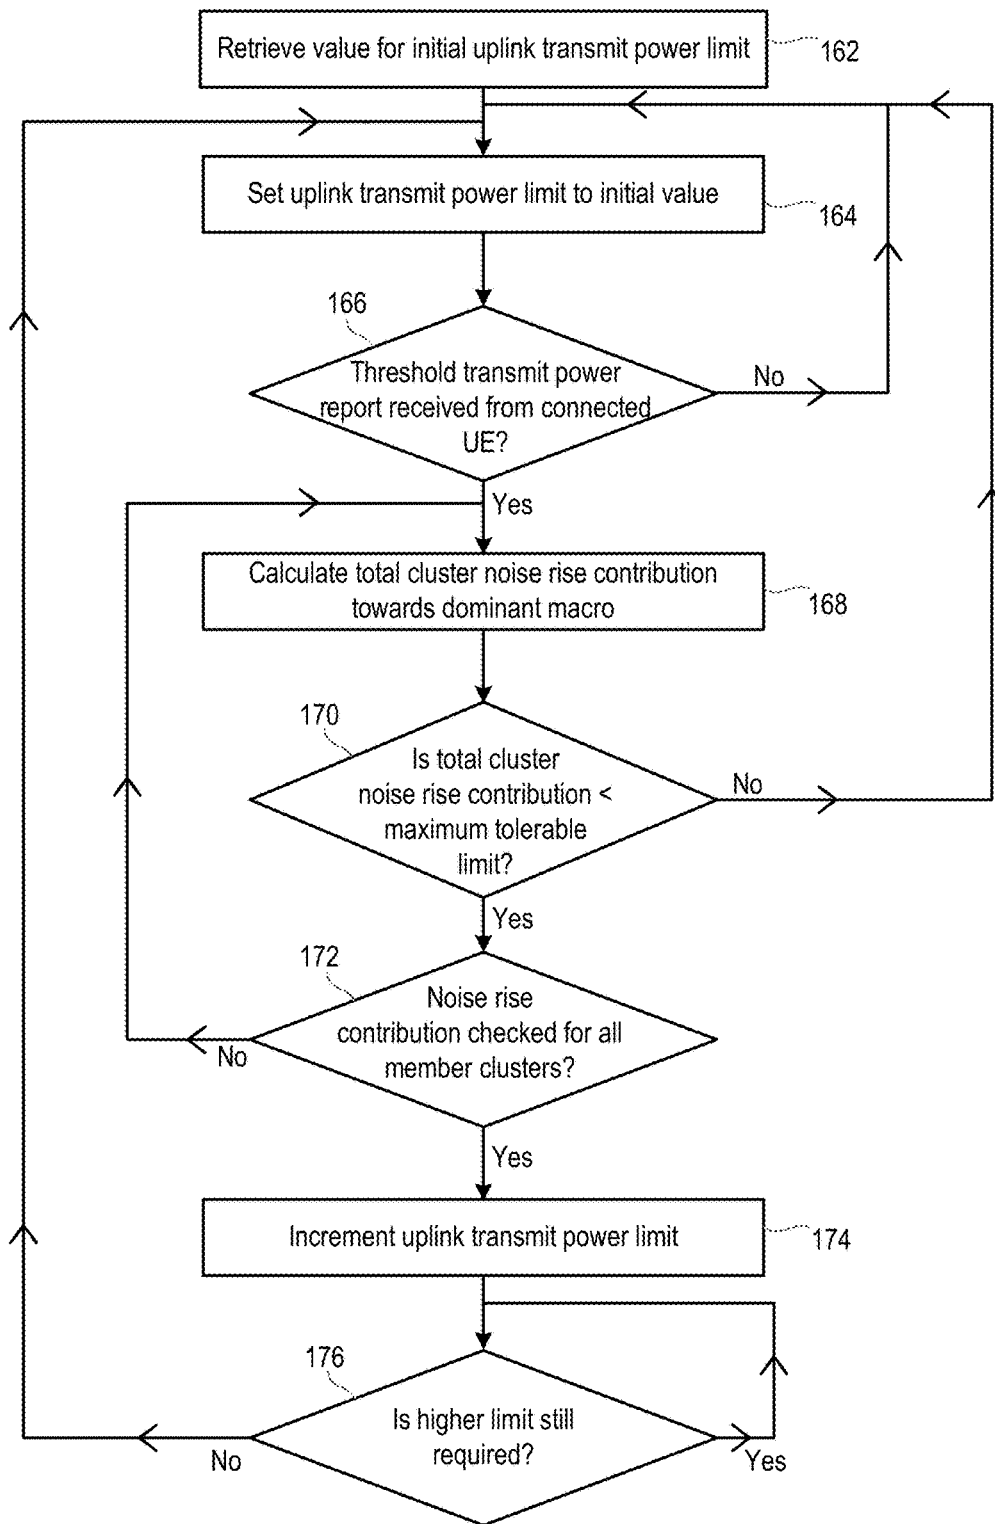 Retrieve value for initial uplink transmit power limit
162
Set uplink transmit power limit to initial value
164
166
Threshold transmit power
report received from connected
UE?
No
Yes
Calculate total cluster noise rise contribution
towards dominant macro
168
170
Is total cluster
noise rise contribution <
maximum tolerable
limit?
No
Yes
172
Noise rise
contribution checked for all
member clusters?
No
Yes
Increment uplink transmit power limit
174
176
Is higher limit still
required?
No
Yes